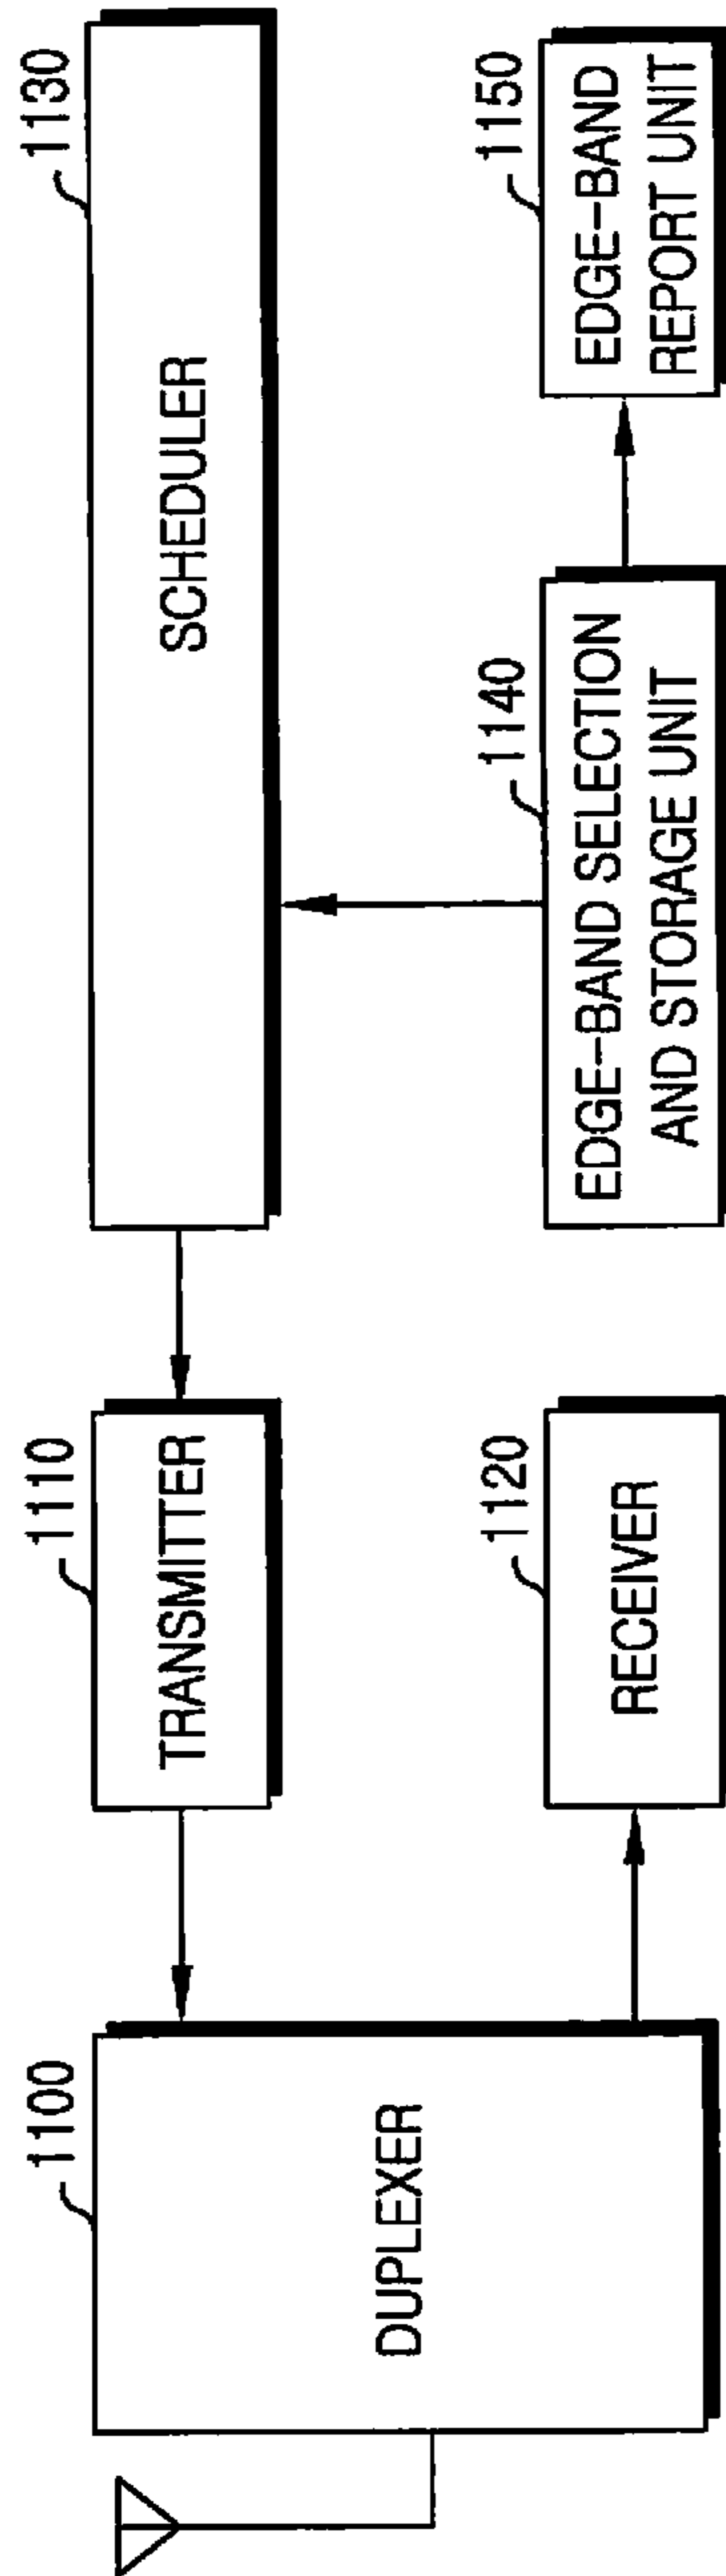 1100
DUPLEXER
1110
TRANSMITTER
1120
RECEIVER
1130
SCHEDULER
1140
EDGE-BAND SELECTION
AND STORAGE UNIT
1150
EDGE-BAND
REPORT UNIT